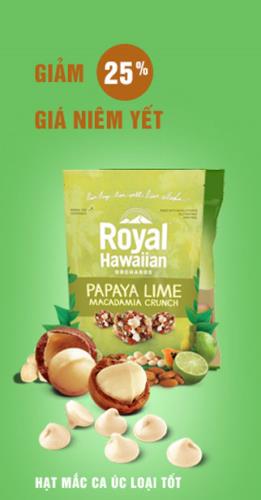 GIẢM 25%
GIÁ NIÊM YẾT
Royal
Hawaiian
ORCHARDS
PAPAYA LIME
MACADAMIA CRUNCH
HẠT MẮC CA ÚC LOẠI TỐT